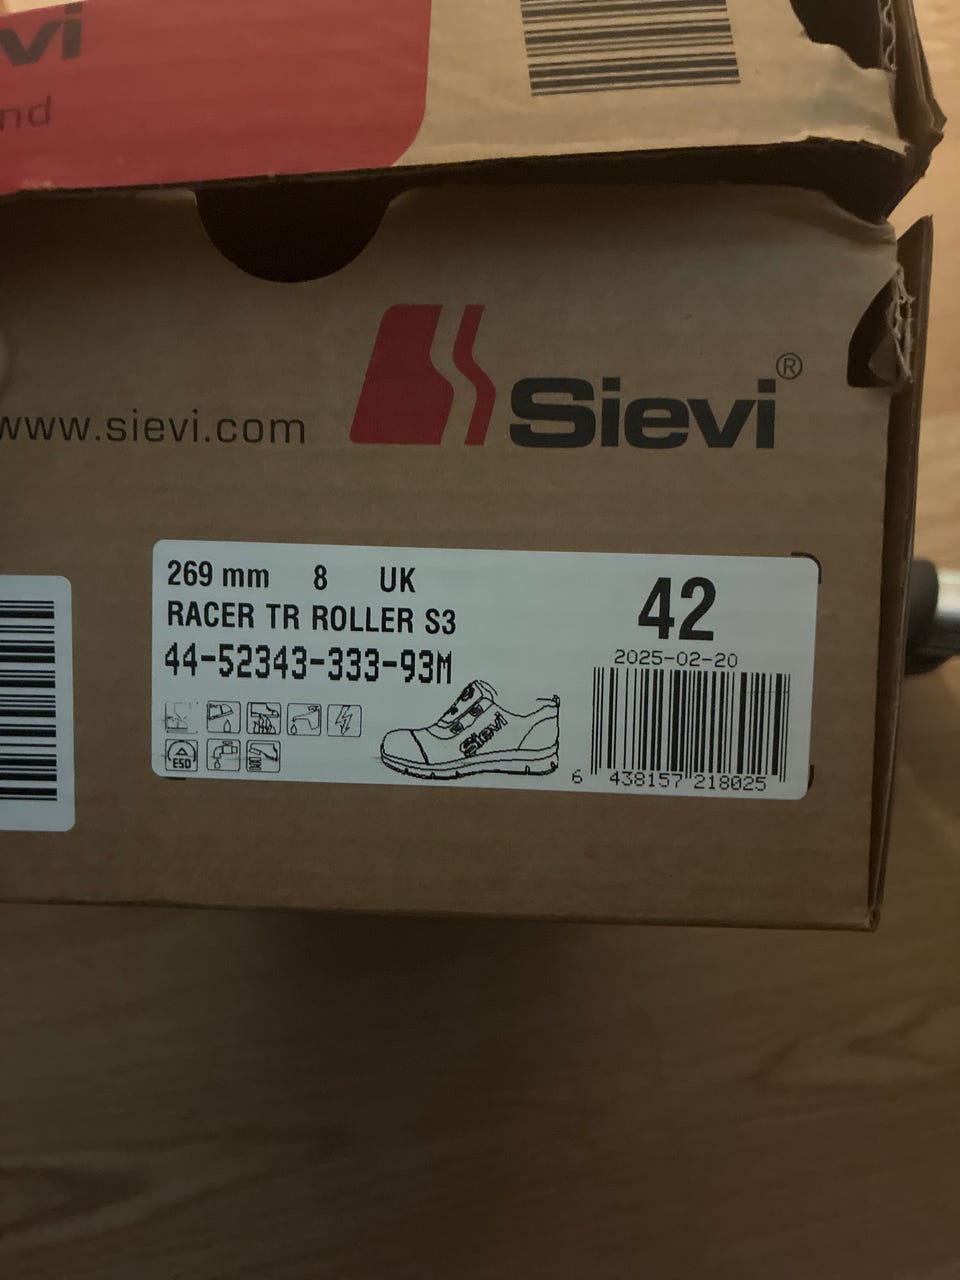 vi
nd
www.sievi.com
Sievi®
269 mm 8 UK
RACER TR ROLLER S3
44-52343-333-93M
42
2025-02-20
Sievi
ESD
6 438157 218025